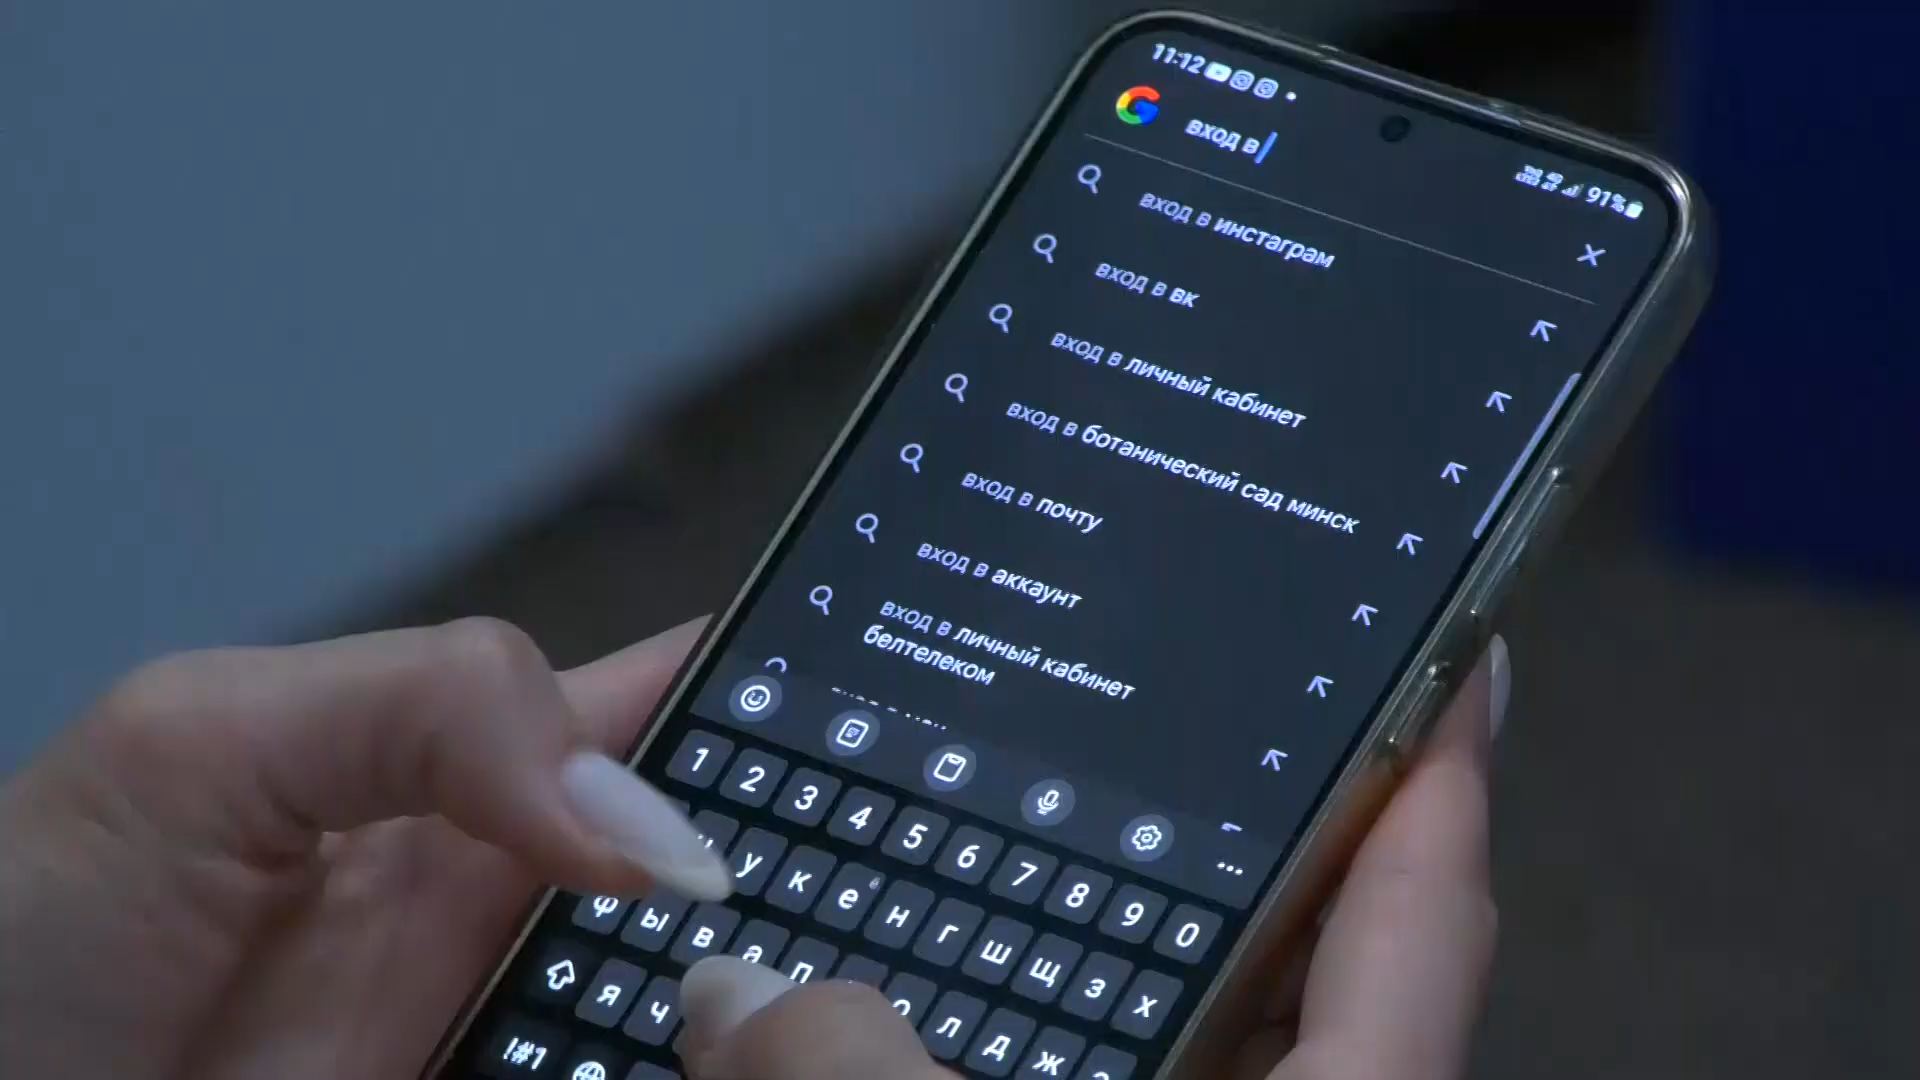 11:12
91%
вход в
вход в инстаграм
вход в вк
вход в личный кабинет
вход в ботанический сад минск
вход в почту
вход в аккаунт
вход в личный кабинет
белтелеком
1 2 3 4 5 6 7 8 9 0
у к е н г ш щ з х
ф ы в а п л д ж
я ч
!#1